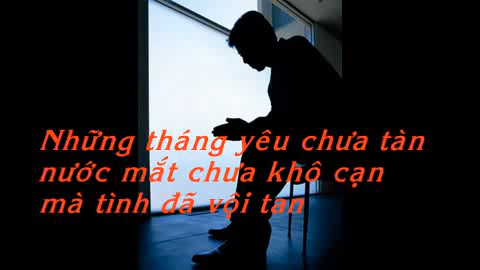 Những tháng yêu chưa tàn
nước mắt chưa khô cạn
mà tình đã vội tan